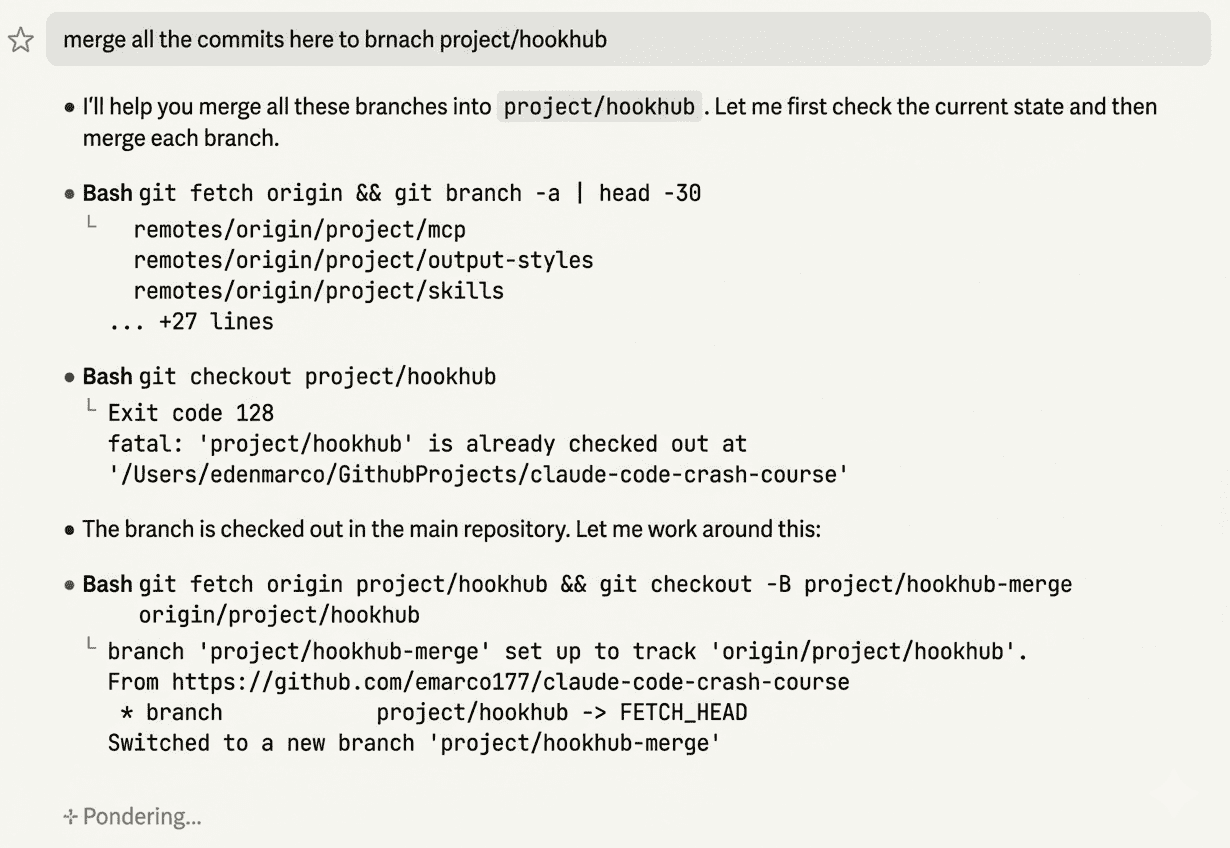 merge all the commits here to brnach project/hookhub
I'll help you merge all these branches into project/hookhub. Let me first check the current state and then
merge each branch.
Bash git fetch origin && git branch -a | head -30
remotes/origin/project/mcp
remotes/origin/project/output-styles
remotes/origin/project/skills
... +27 lines
Bash git checkout project/hookhub
Exit code 128
fatal: 'project/hookhub' is already checked out at
'/Users/edenmarco/GithubProjects/claude-code-crash-course'
The branch is checked out in the main repository. Let me work around this:
Bash git fetch origin project/hookhub && git checkout -B project/hookhub-merge
origin/project/hookhub
branch 'project/hookhub-merge' set up to track 'origin/project/hookhub'.
From https://github.com/emarco177/claude-code-crash-course
* branch project/hookhub -> FETCH_HEAD
Switched to a new branch 'project/hookhub-merge'
Pondering...